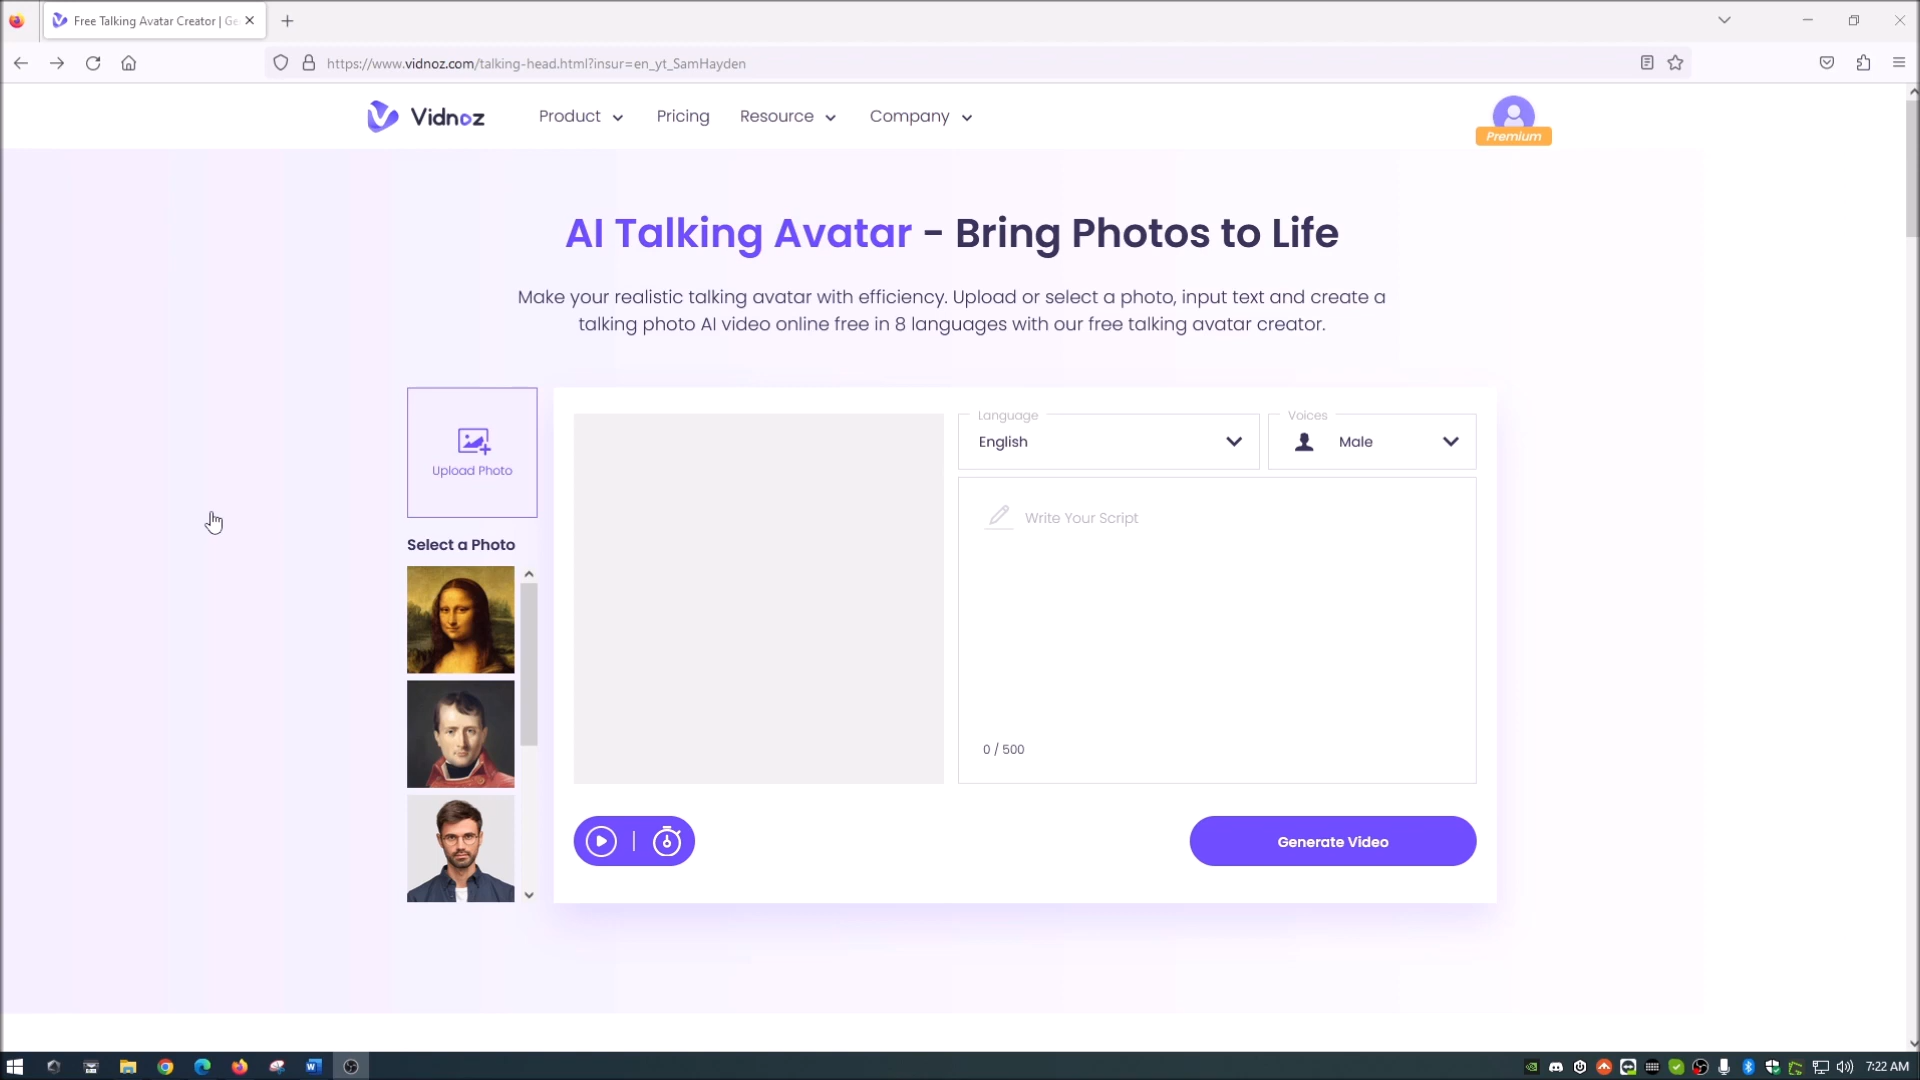 Free Talking Avatar Creator | Ge
https://www.vidnoz.com/talking-head.html?insur=en_yt_SamHayden
Vidnoz
Product
Pricing
Resource
Company
Premium
AI Talking Avatar - Bring Photos to Life
Make your realistic talking avatar with efficiency. Upload or select a photo, input text and create a
talking photo AI video online free in 8 languages with our free talking avatar creator.
Upload Photo
Select a Photo
Language
English
Voices
Male
Write Your Script
0 / 500
Generate Video
7:22 AM